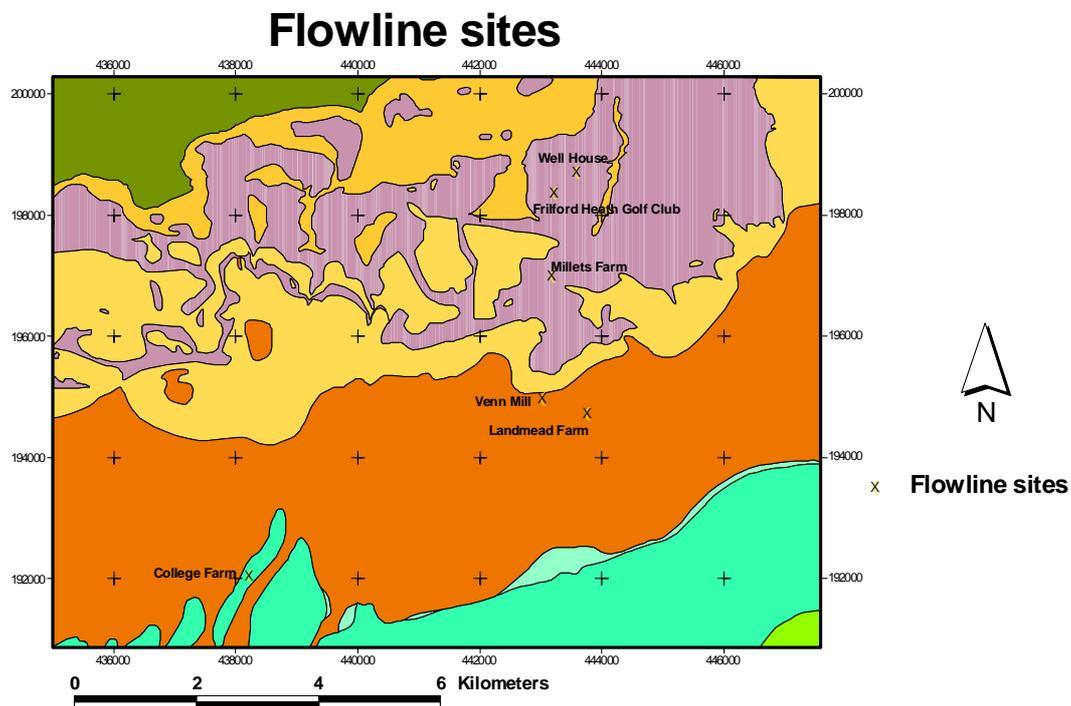 Flowline sites
436000 438000 440000 442000 444000 446000
200000 200000
Well House
Frilford Heath Golf Club
198000 198000
Millets Farm
196000 196000
Venn Mill
Landmead Farm
N
194000 194000
x Flowline sites
College Farm
192000 192000
436000 438000 440000 442000 444000 446000
0 2 4 6 Kilometers